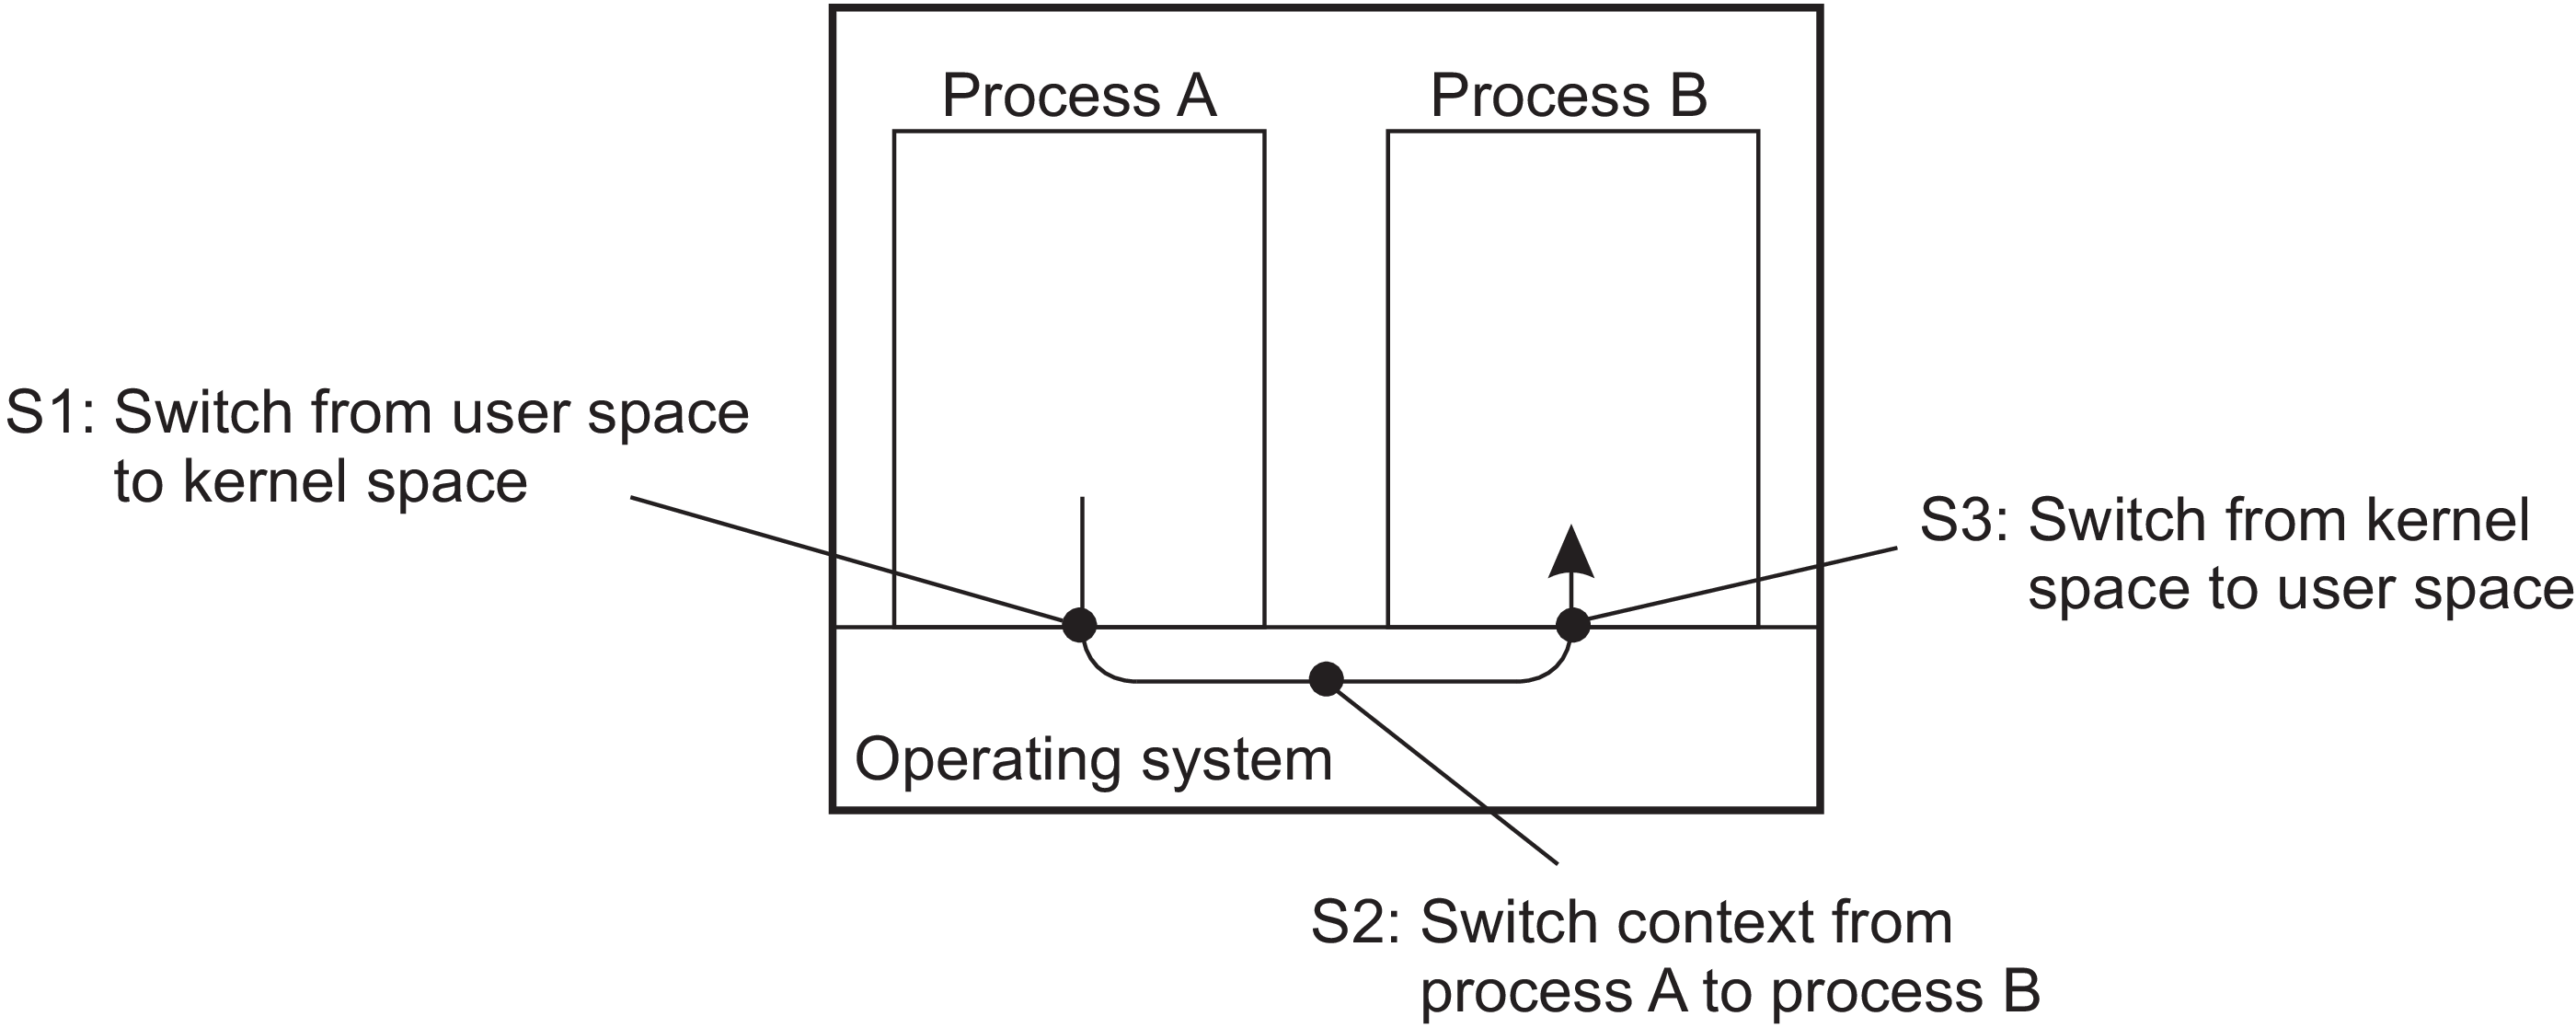 Process A
Process B
S1: Switch from user space
to kernel space
S3: Switch from kernel
space to user space
Operating system
S2: Switch context from
process A to process B